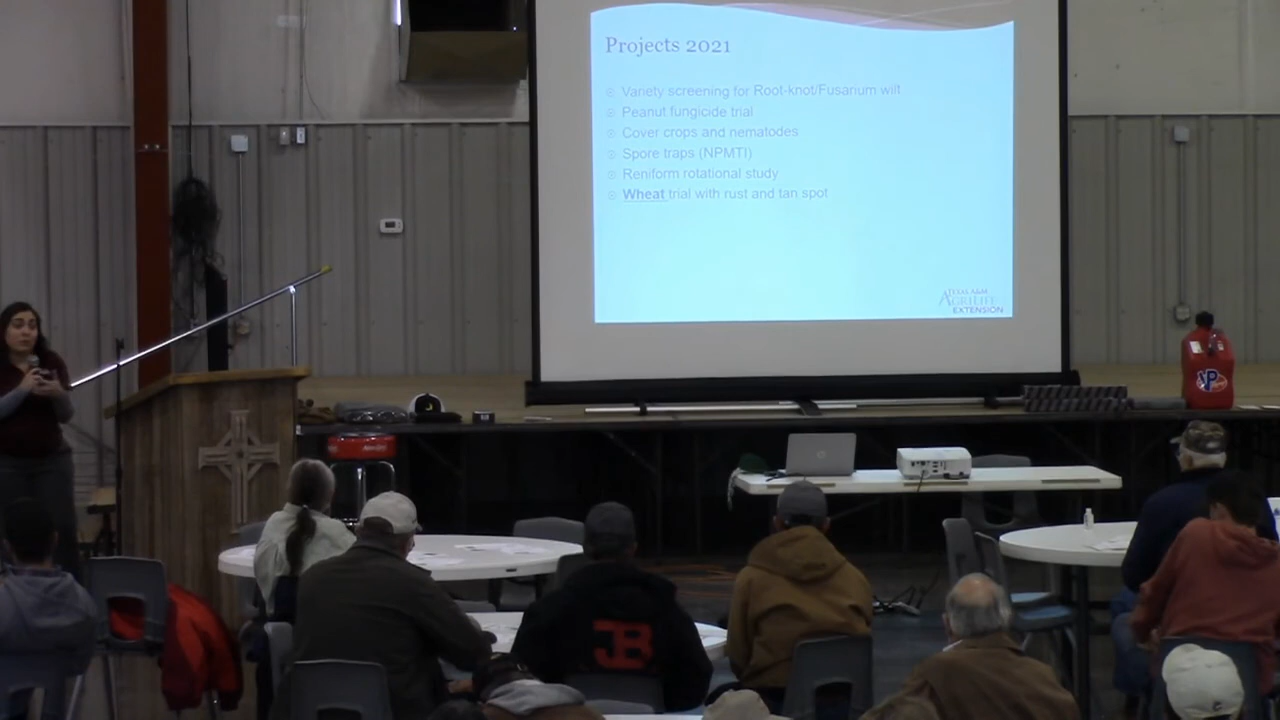 Projects 2021
Variety screening for Root-knot/Fusarium wilt
Peanut fungicide trial
Cover crops and nematodes
Spore traps (NPMTI)
Reniform rotational study
Wheat trial with rust and tan spot
TEXAS A&M
AGRILIFE
EXTENSION
VP
JB